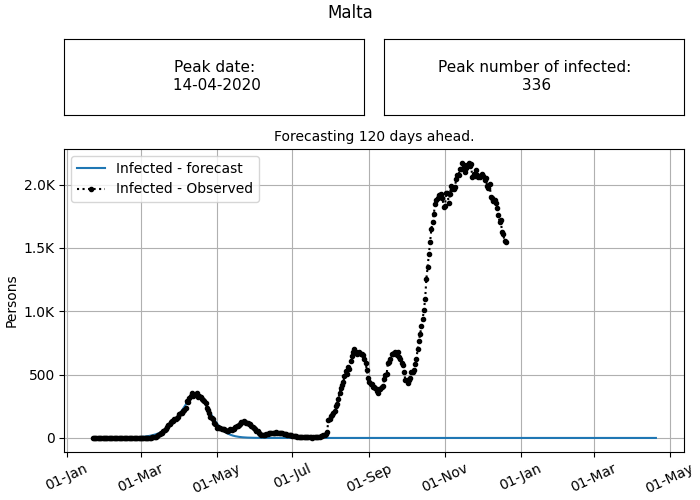 Malta
Peak date:
14-04-2020
Peak number of infected:
336
Forecasting 120 days ahead.
Infected - forecast
Infected - Observed
Persons
2.0K
1.5K
1.0K
500
0
01-Jan
01-Mar
01-May
01-Jul
01-Sep
01-Nov
01-Jan
01-Mar
01-May